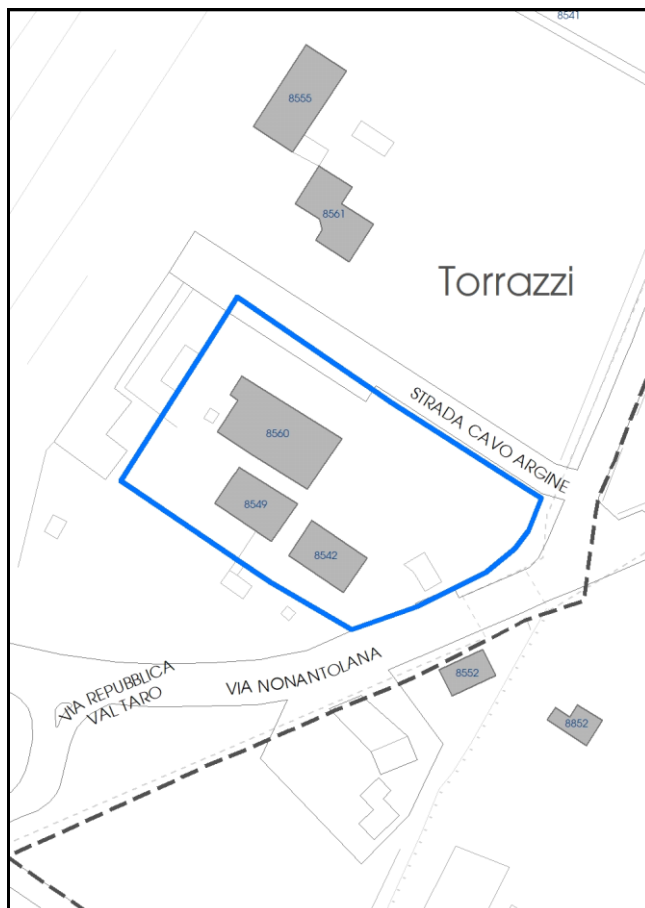 8541
8555
8561
Torrazzi
STRADA CAVO ARGINE
8560
8549
8542
VIA REPUBBLICA
VAL TARO
VIA NONANTOLANA
8552
8852